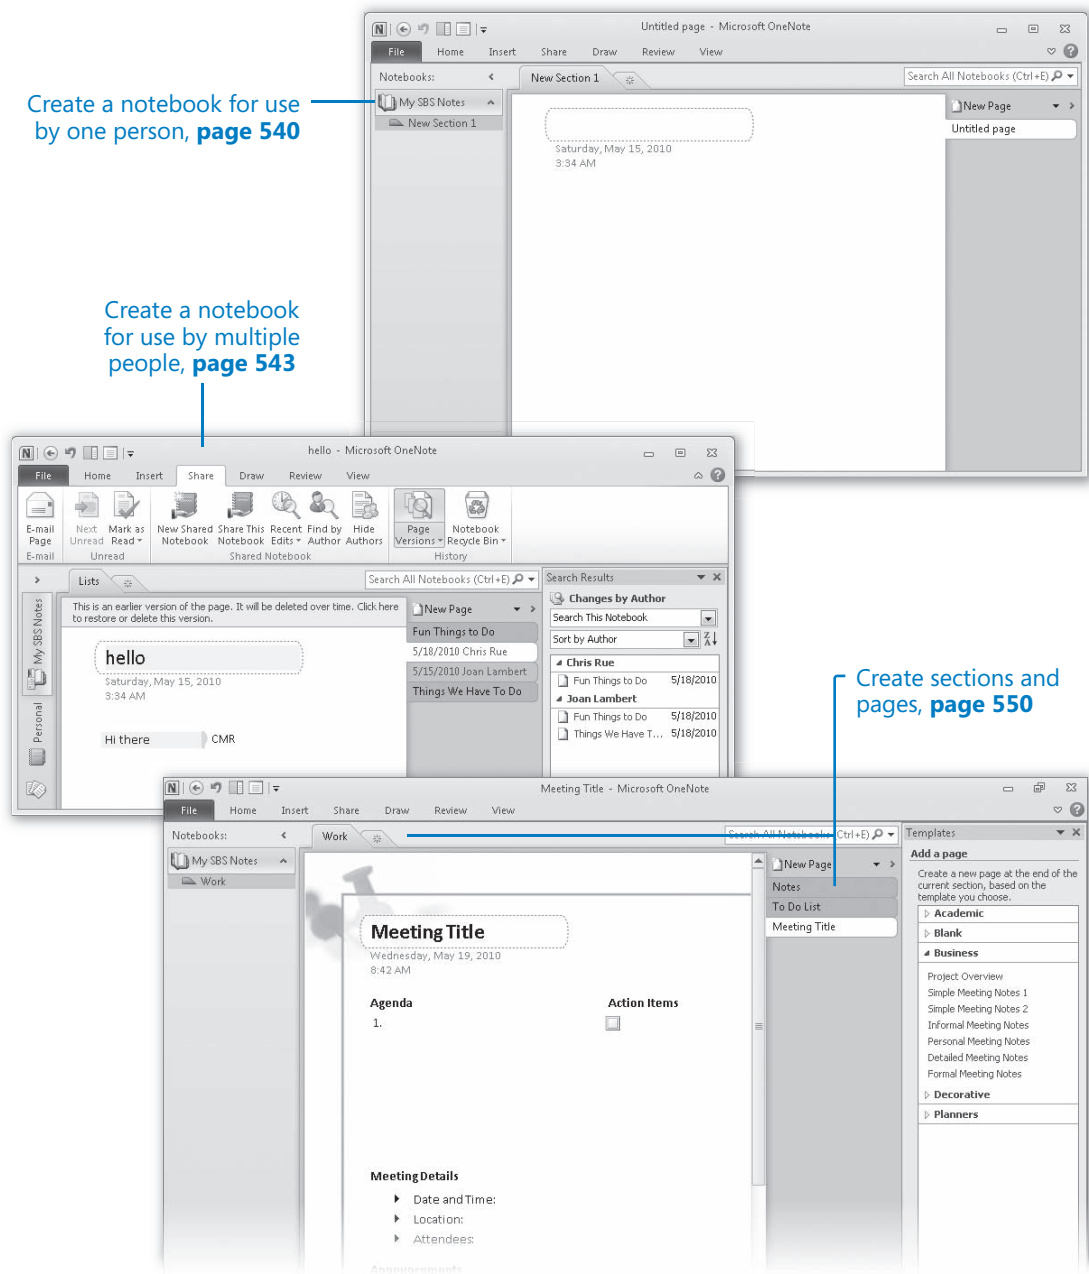 Untitled page - Microsoft OneNote
File Home Insert Share Draw Review View
Notebooks:
New Section 1
Search All Notebooks (Ctrl+E)
My SBS Notes
New Section 1
New Page
Untitled page
Saturday, May 15, 2010
3:34 AM
Create a notebook for use
by one person, page 540
Create a notebook
for use by multiple
people, page 543
hello - Microsoft OneNote
File Home Insert Share Draw Review View
E-mail Page
Next Unread
Mark as Read
New Shared Notebook
Share This Notebook
Recent Edits
Find by Author
Hide Authors
Page Versions
Notebook Recycle Bin
E-mail Unread Shared Notebook History
Lists
Search All Notebooks (Ctrl+E)
My SBS Notes
Personal
This is an earlier version of the page. It will be deleted over time. Click here
to restore or delete this version.
hello
Saturday, May 15, 2010
3:34 AM
Hi there CMR
New Page
Fun Things to Do
5/18/2010 Chris Rue
5/15/2010 Joan Lambert
Things We Have To Do
Search Results
Changes by Author
Search This Notebook
Sort by Author
Chris Rue
Fun Things to Do 5/18/2010
Joan Lambert
Fun Things to Do 5/18/2010
Things We Have T... 5/18/2010
Create sections and
pages, page 550
Meeting Title - Microsoft OneNote
File Home Insert Share Draw Review View
Notebooks:
Work
Search All Notebooks (Ctrl+E)
My SBS Notes
Work
Meeting Title
Wednesday, May 19, 2010
8:42 AM
Agenda Action Items
1.
Meeting Details
Date and Time:
Location:
Attendees:
Announcements
New Page
Notes
To Do List
Meeting Title
Templates
Add a page
Create a new page at the end of the
current section, based on the
template you choose.
Academic
Blank
Business
Project Overview
Simple Meeting Notes 1
Simple Meeting Notes 2
Informal Meeting Notes
Personal Meeting Notes
Detailed Meeting Notes
Formal Meeting Notes
Decorative
Planners